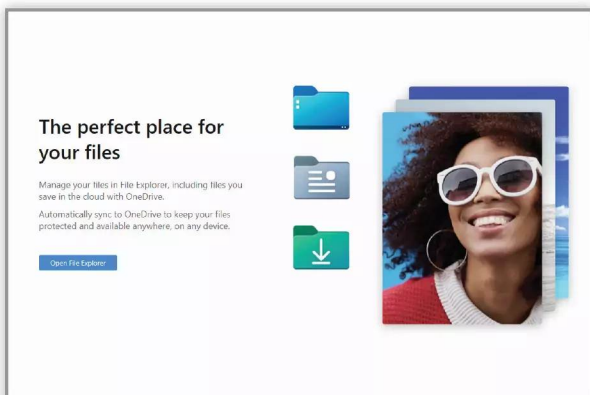 The perfect place for
your files
Manage your files in File Explorer, including files you
save in the cloud with OneDrive.
Automatically sync to OneDrive to keep your files
protected and available anywhere, on any device.
Open File Explorer